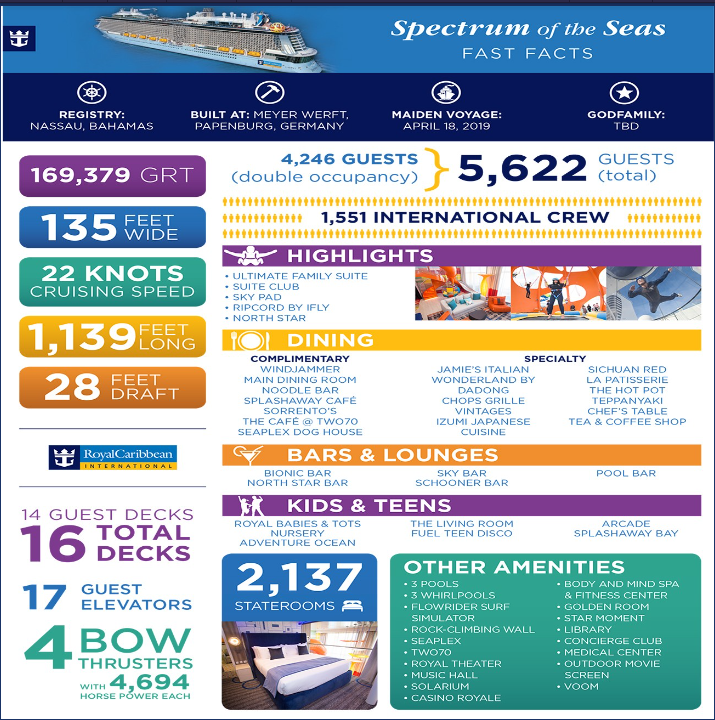 Spectrum of the Seas
FAST FACTS
REGISTRY:
NASSAU, BAHAMAS
BUILT AT: MEYER WERFT,
PAPENBURG, GERMANY
MAIDEN VOYAGE:
APRIL 18, 2019
GODFAMILY:
TBD
169,379 GRT
135 FEET WIDE
22 KNOTS
CRUISING SPEED
1,139 FEET LONG
28 FEET DRAFT
RoyalCaribbean
INTERNATIONAL
14 GUEST DECKS
16 TOTAL DECKS
17 GUEST ELEVATORS
4 BOW
THRUSTERS
WITH 4,694
HORSE POWER EACH
4,246 GUESTS
(double occupancy)
5,622 GUESTS (total)
1,551 INTERNATIONAL CREW
HIGHLIGHTS
• ULTIMATE FAMILY SUITE
• SUITE CLUB
• SKY PAD
• RIPCORD BY IFLY
• NORTH STAR
DINING
COMPLIMENTARY
WINDJAMMER
MAIN DINING ROOM
NOODLE BAR
SPLASHAWAY CAFÉ
SORRENTO'S
THE CAFÉ @ TWO70
SEAPLEX DOG HOUSE
SPECIALTY
JAMIE'S ITALIAN
WONDERLAND BY
DADONG
CHOPS GRILLE
VINTAGES
IZUMI JAPANESE
CUISINE
SICHUAN RED
LA PATISSERIE
THE HOT POT
TEPPANYAKI
CHEF'S TABLE
TEA & COFFEE SHOP
BARS & LOUNGES
BIONIC BAR
NORTH STAR BAR
SKY BAR
SCHOONER BAR
POOL BAR
KIDS & TEENS
ROYAL BABIES & TOTS
NURSERY
ADVENTURE OCEAN
THE LIVING ROOM
FUEL TEEN DISCO
ARCADE
SPLASHAWAY BAY
2,137
STATEROOMS
OTHER AMENITIES
• 3 POOLS
• 3 WHIRLPOOLS
• FLOWRIDER SURF
SIMULATOR
• ROCK-CLIMBING WALL
• SEAPLEX
• TWO70
• ROYAL THEATER
• MUSIC HALL
• SOLARIUM
• CASINO ROYALE
• BODY AND MIND SPA
& FITNESS CENTER
• GOLDEN ROOM
• STAR MOMENT
• LIBRARY
• CONCIERGE CLUB
• MEDICAL CENTER
• OUTDOOR MOVIE
SCREEN
• VOOM